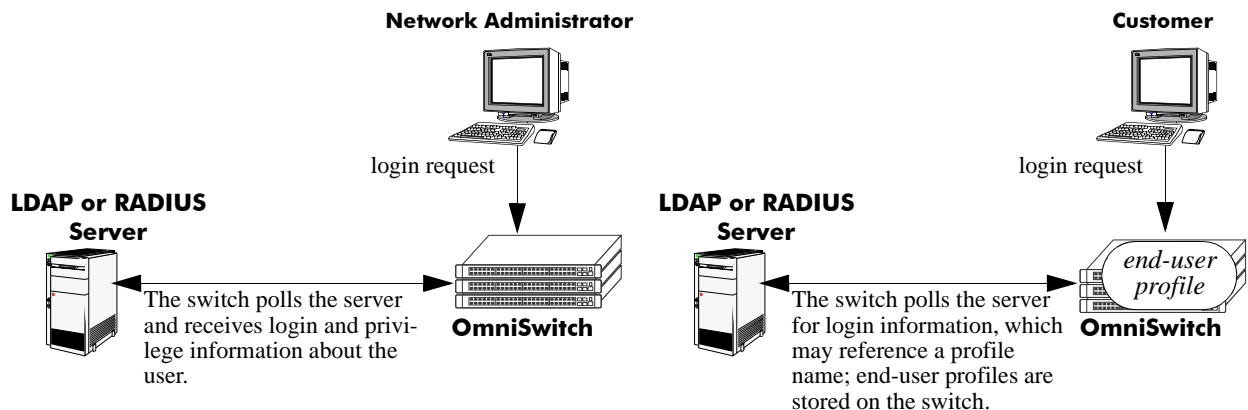 Network Administrator
login request
LDAP or RADIUS
Server
The switch polls the server
and receives login and privi-
lege information about the
user.
OmniSwitch
Customer
login request
LDAP or RADIUS
Server
end-user
profile
The switch polls the server
for login information, which
may reference a profile
name; end-user profiles are
stored on the switch.
OmniSwitch